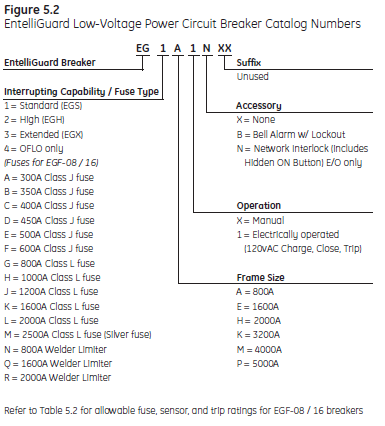 Figure 5.2
EntelliGuard Low-Voltage Power Circuit Breaker Catalog Numbers
EG 1 A 1 N XX
EntelliGuard Breaker
Interrupting Capability / Fuse Type
1 = Standard (EGS)
2 = High (EGH)
3 = Extended (EGX)
4 = OFLO only
(Fuses for EGF-08 / 16)
A = 300A Class J fuse
B = 350A Class J fuse
C = 400A Class J fuse
D = 450A Class J fuse
E = 500A Class J fuse
F = 600A Class J fuse
G = 800A Class L fuse
H = 1000A Class L fuse
J = 1200A Class L fuse
K = 1600A Class L fuse
L = 2000A Class L fuse
M = 2500A Class L fuse (Silver fuse)
N = 800A Welder Limiter
Q = 1600A Welder Limiter
R = 2000A Welder Limiter
Suffix
Unused
Accessory
X = None
B = Bell Alarm w/ Lockout
N = Network Interlock (Includes
Hidden ON Button) E/O only
Operation
X = Manual
1 = Electrically operated
(120vAC Charge, Close, Trip)
Frame Size
A = 800A
E = 1600A
H = 2000A
K = 3200A
M = 4000A
P = 5000A
Refer to Table 5.2 for allowable fuse, sensor, and trip ratings for EGF-08 / 16 breakers